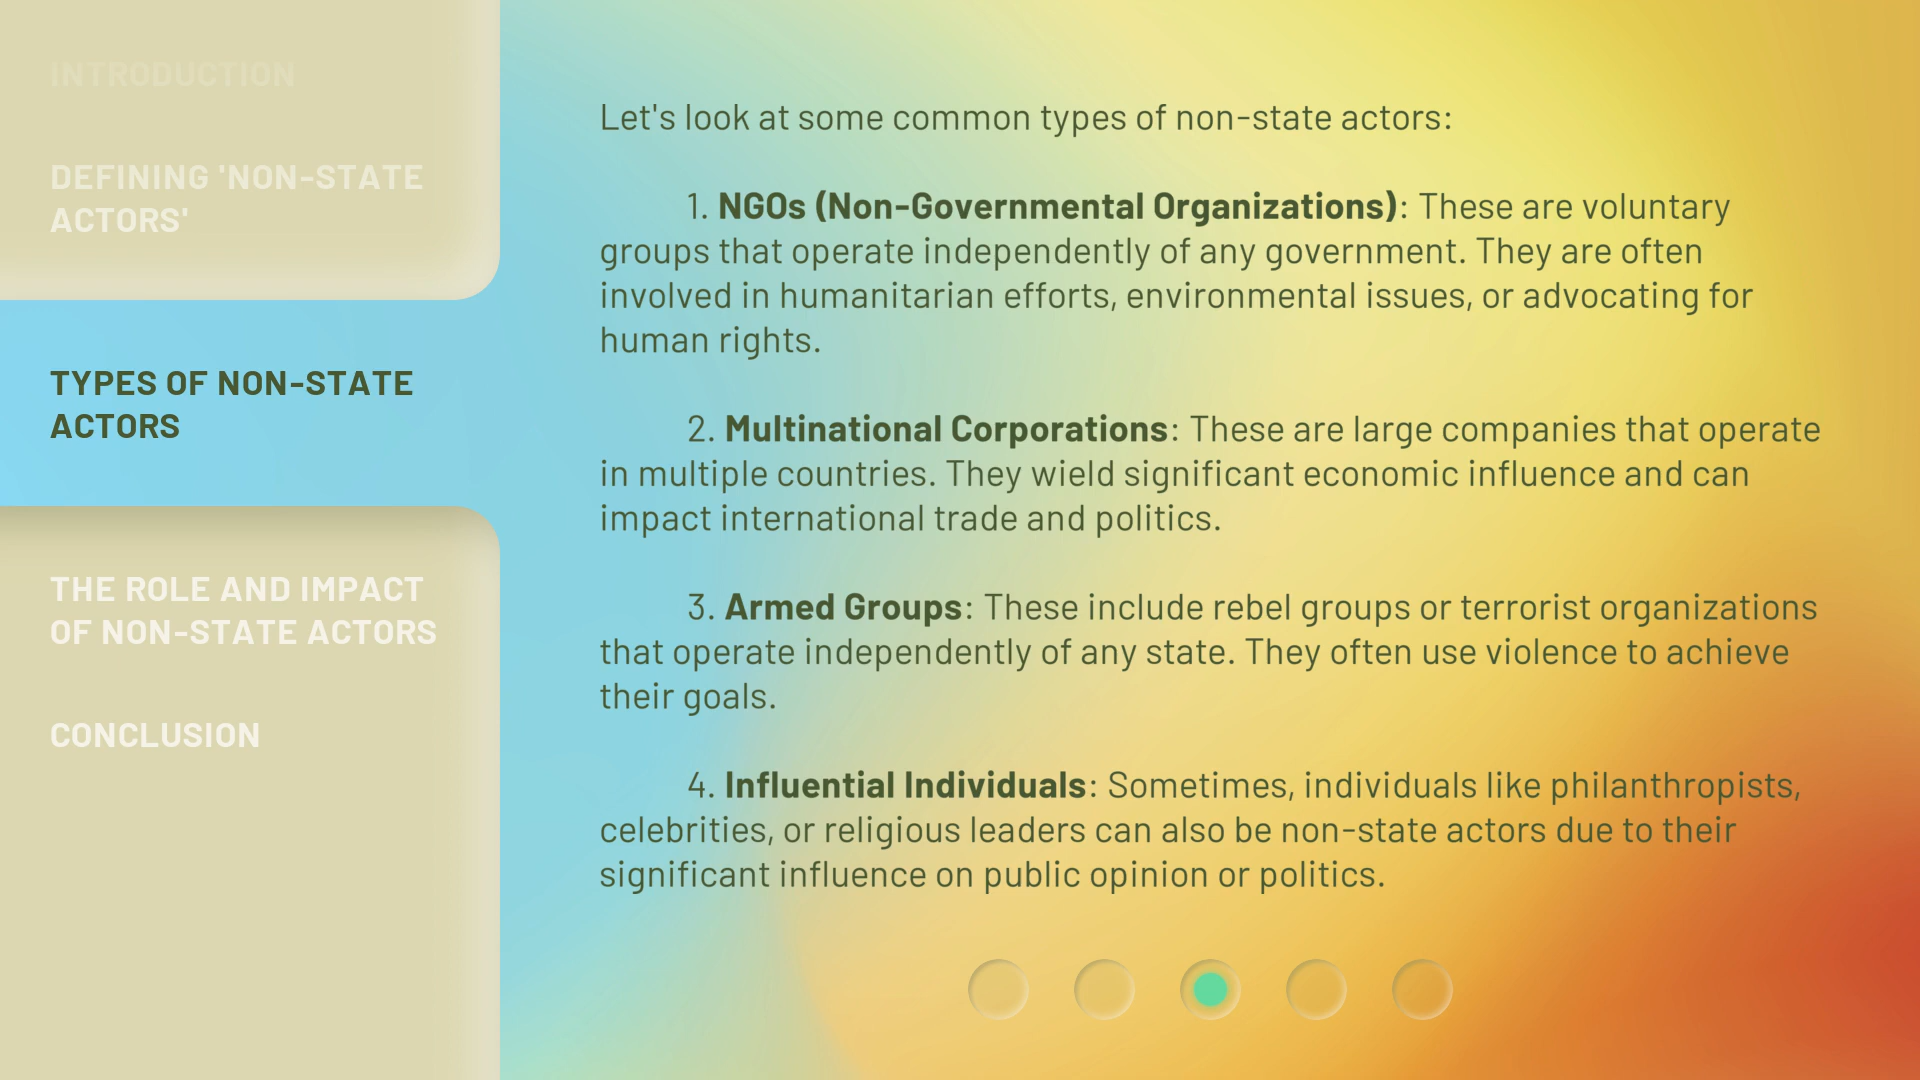 INTRODUCTION
DEFINING 'NON-STATE
ACTORS'
TYPES OF NON-STATE
ACTORS
THE ROLE AND IMPACT
OF NON-STATE ACTORS
CONCLUSION
Let's look at some common types of non-state actors:
1. NGOs (Non-Governmental Organizations): These are voluntary
groups that operate independently of any government. They are often
involved in humanitarian efforts, environmental issues, or advocating for
human rights.
2. Multinational Corporations: These are large companies that operate
in multiple countries. They wield significant economic influence and can
impact international trade and politics.
3. Armed Groups: These include rebel groups or terrorist organizations
that operate independently of any state. They often use violence to achieve
their goals.
4. Influential Individuals: Sometimes, individuals like philanthropists,
celebrities, or religious leaders can also be non-state actors due to their
significant influence on public opinion or politics.